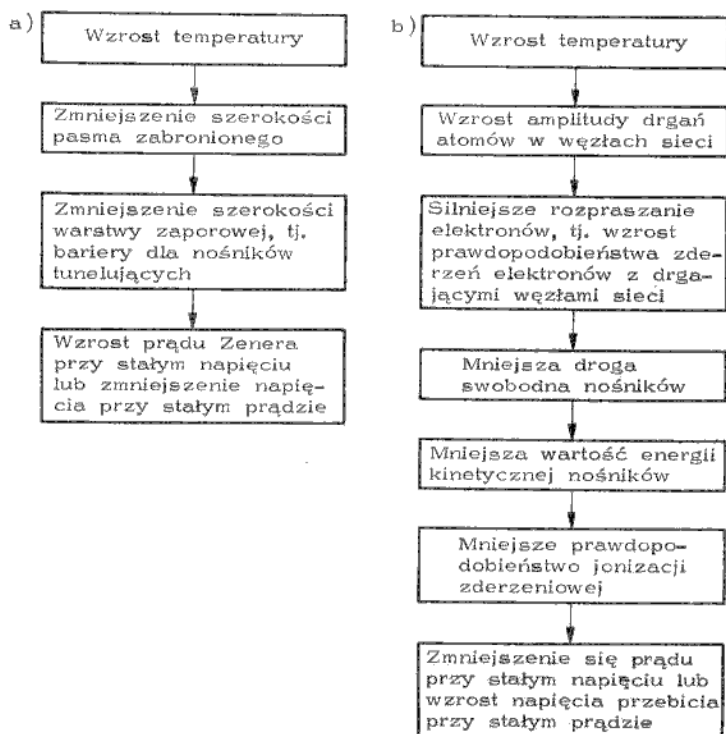 a)
Wzrost temperatury
Zmniejszenie szerokości
pasma zabronionego
Zmniejszenie szerokości
warstwy zaporowej, tj.
bariery dla nośników
tunelujących
Wzrost prądu Zenera
przy stałym napięciu
lub zmniejszenie napię-
cia przy stałym prądzie
b)
Wzrost temperatury
Wzrost amplitudy drgań
atomów w węzłach sieci
Silniejsze rozpraszanie
elektronów, tj. wzrost
prawdopodobieństwa zde-
rzeń elektronów z drga-
jącymi węzłami sieci
Mniejsza droga
swobodna nośników
Mniejsza wartość energii
kinetycznej nośników
Mniejsze prawdopo-
dobieństwo jonizacji
zderzeniowej
Zmniejszenie się prądu
przy stałym napięciu lub
wzrost napięcia przebicia
przy stałym prądzie